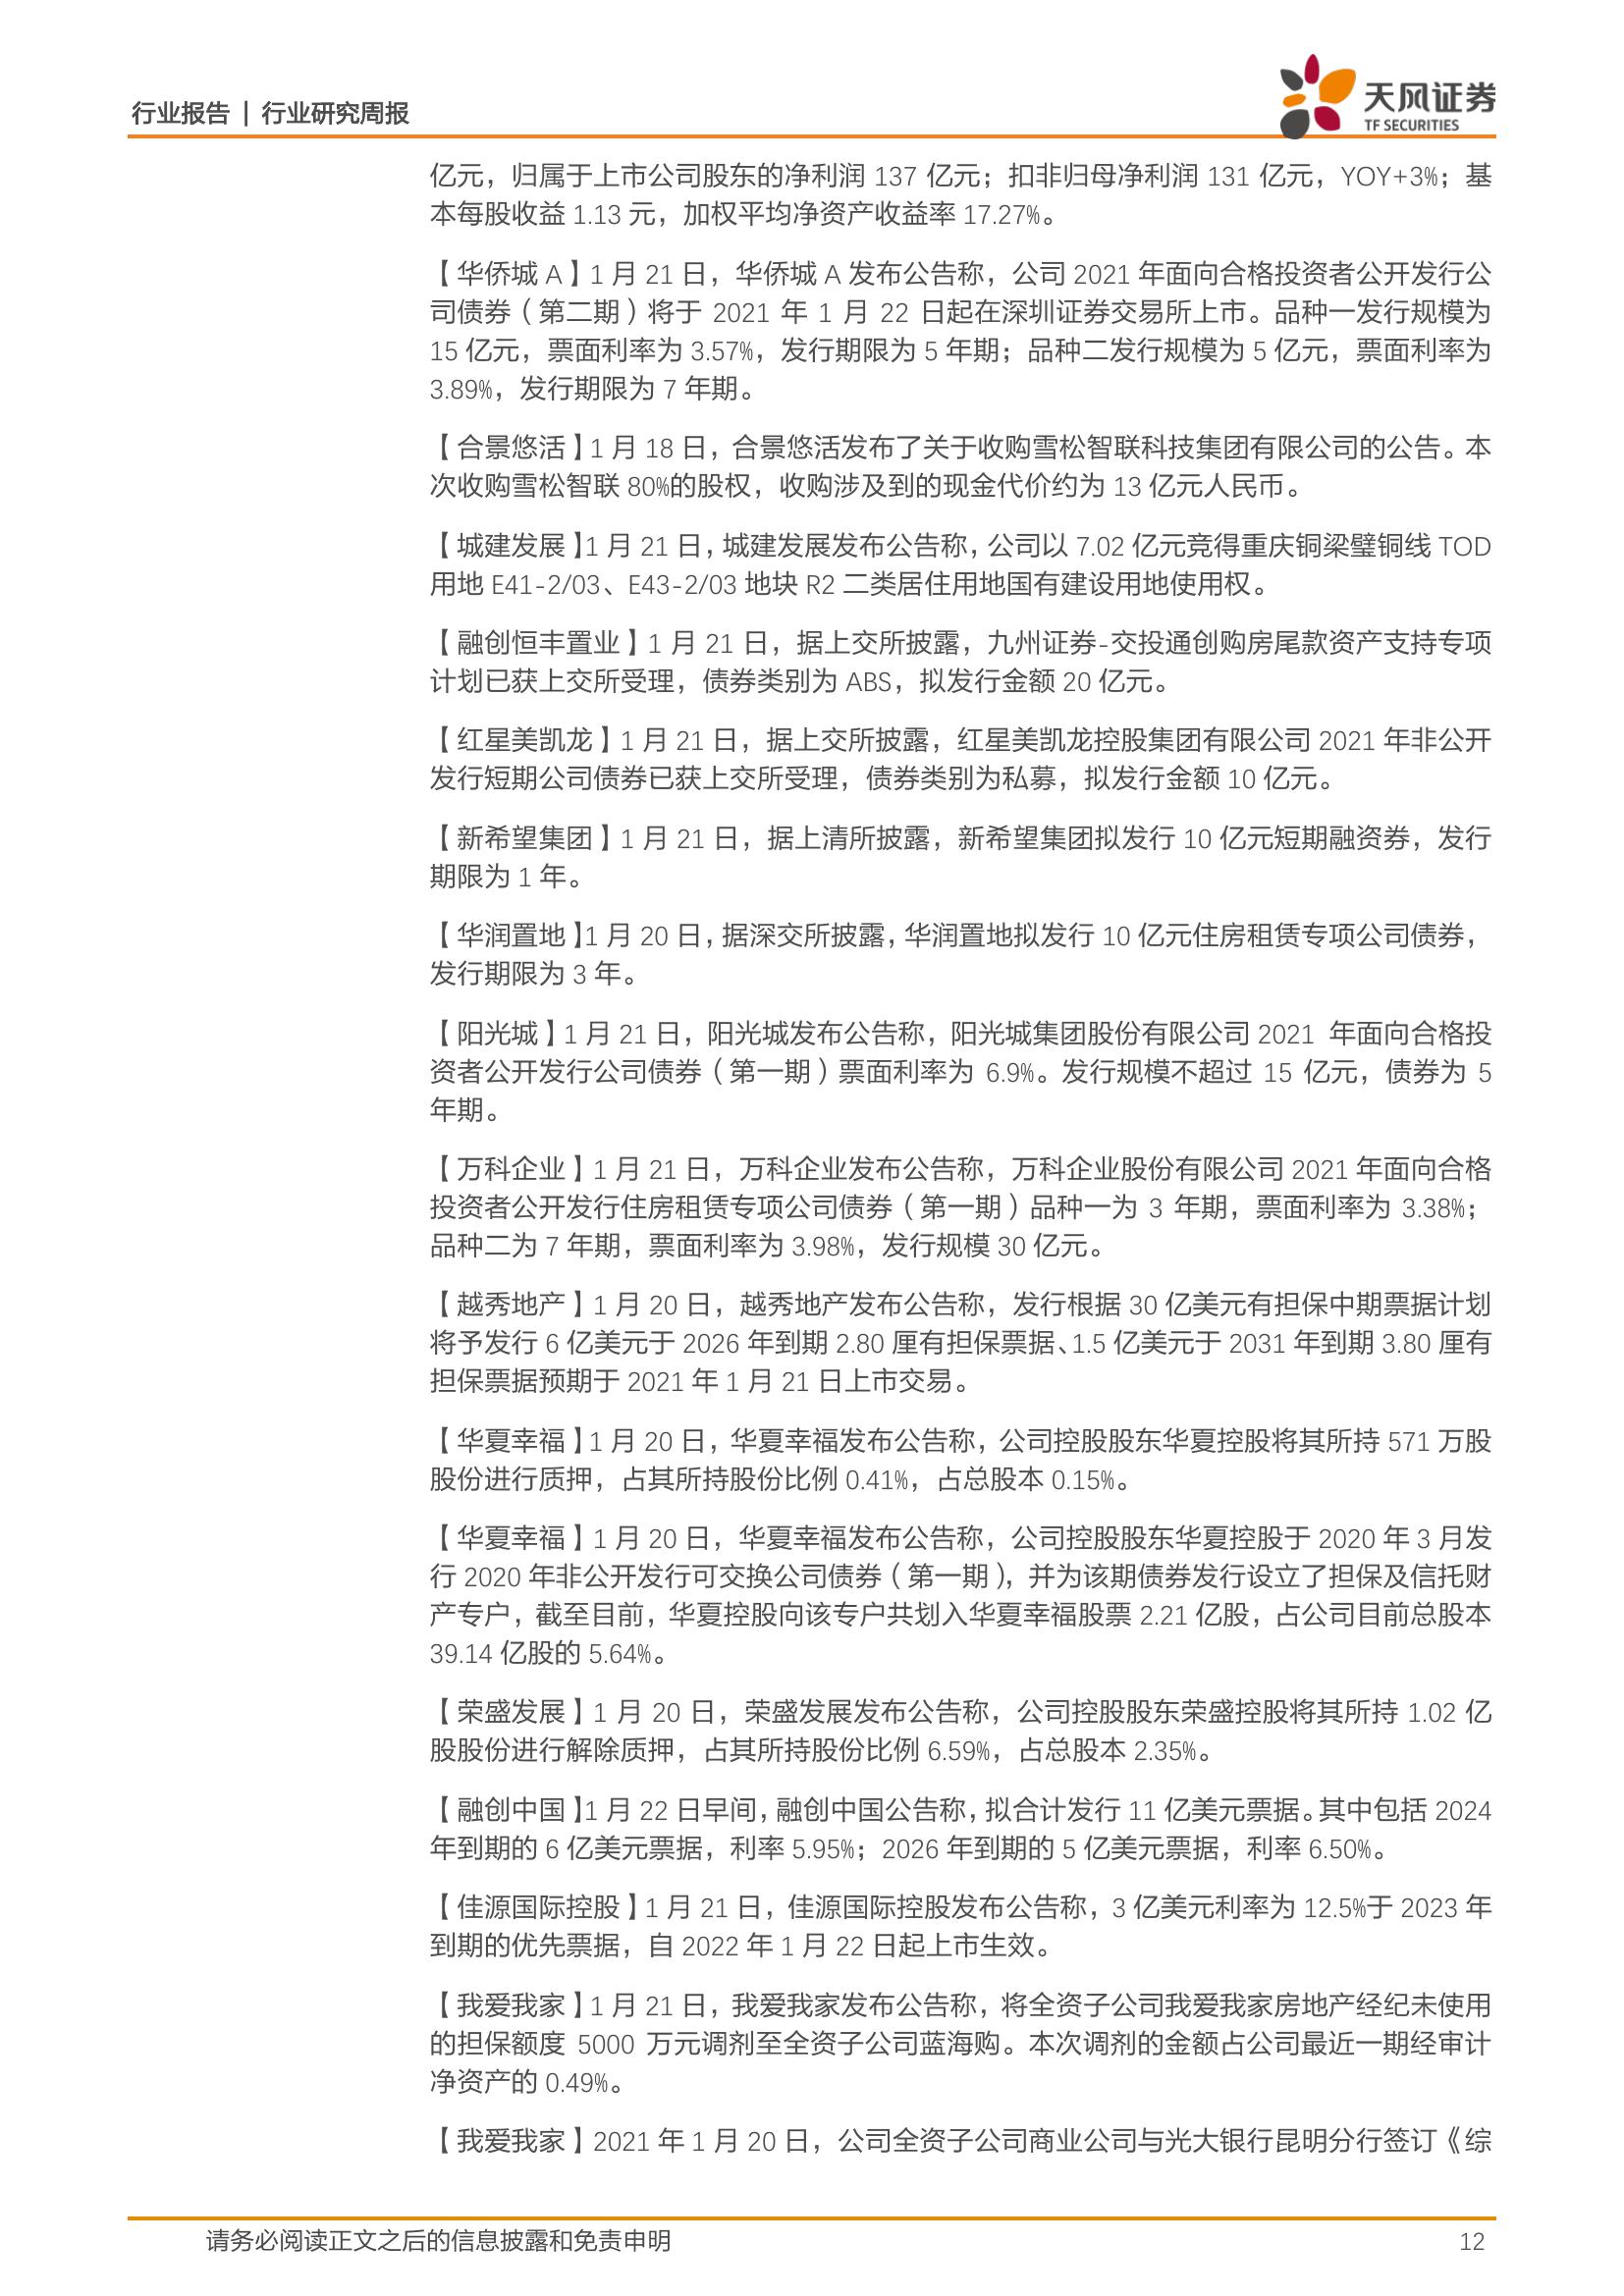 行业报告 | 行业研究周报
天风证券
TF SECURITIES
亿元，归属于上市公司股东的净利润 137 亿元；扣非归母净利润 131 亿元，YOY+3%；基
本每股收益 1.13 元，加权平均净资产收益率 17.27%。
【华侨城 A】1 月 21 日，华侨城 A 发布公告称，公司 2021 年面向合格投资者公开发行公
司债券（第二期）将于 2021 年 1 月 22 日起在深圳证券交易所上市。品种一发行规模为
15 亿元，票面利率为 3.57%，发行期限为 5 年期；品种二发行规模为 5 亿元，票面利率为
3.89%，发行期限为 7 年期。
【合景悠活】1 月 18 日，合景悠活发布了关于收购雪松智联科技集团有限公司的公告。本
次收购雪松智联 80%的股权，收购涉及到的现金代价约为 13 亿元人民币。
【城建发展】1 月 21 日，城建发展发布公告称，公司以 7.02 亿元竞得重庆铜梁璧铜线 TOD
用地 E41-2/03、E43-2/03 地块 R2 二类居住用地国有建设用地使用权。
【融创恒丰置业】1 月 21 日，据上交所披露，九州证券-交投通创购房尾款资产支持专项
计划已获上交所受理，债券类别为 ABS，拟发行金额 20 亿元。
【红星美凯龙】1 月 21 日，据上交所披露，红星美凯龙控股集团有限公司 2021 年非公开
发行短期公司债券已获上交所受理，债券类别为私募，拟发行金额 10 亿元。
【新希望集团】1 月 21 日，据上清所披露，新希望集团拟发行 10 亿元短期融资券，发行
期限为 1 年。
【华润置地】1 月 20 日，据深交所披露，华润置地拟发行 10 亿元住房租赁专项公司债券，
发行期限为 3 年。
【阳光城】1 月 21 日，阳光城发布公告称，阳光城集团股份有限公司 2021 年面向合格投
资者公开发行公司债券（第一期）票面利率为 6.9%。发行规模不超过 15 亿元，债券为 5
年期。
【万科企业】1 月 21 日，万科企业发布公告称，万科企业股份有限公司 2021 年面向合格
投资者公开发行住房租赁专项公司债券（第一期）品种一为 3 年期，票面利率为 3.38%；
品种二为 7 年期，票面利率为 3.98%，发行规模 30 亿元。
【越秀地产】1 月 20 日，越秀地产发布公告称，发行根据 30 亿美元有担保中期票据计划
将予发行 6 亿美元于 2026 年到期 2.80 厘有担保票据、1.5 亿美元于 2031 年到期 3.80 厘有
担保票据预期于 2021 年 1 月 21 日上市交易。
【华夏幸福】1 月 20 日，华夏幸福发布公告称，公司控股股东华夏控股将其所持 571 万股
股份进行质押，占其所持股份比例 0.41%，占总股本 0.15%。
【华夏幸福】1 月 20 日，华夏幸福发布公告称，公司控股股东华夏控股于 2020 年 3 月发
行 2020 年非公开发行可交换公司债券（第一期），并为该期债券发行设立了担保及信托财
产专户，截至目前，华夏控股向该专户共划入华夏幸福股票 2.21 亿股，占公司目前总股本
39.14 亿股的 5.64%。
【荣盛发展】1 月 20 日，荣盛发展发布公告称，公司控股股东荣盛控股将其所持 1.02 亿
股股份进行解除质押，占其所持股份比例 6.59%，占总股本 2.35%。
【融创中国】1 月 22 日早间，融创中国公告称，拟合计发行 11 亿美元票据。其中包括 2024
年到期的 6 亿美元票据，利率 5.95%；2026 年到期的 5 亿美元票据，利率 6.50%。
【佳源国际控股】1 月 21 日，佳源国际控股发布公告称，3 亿美元利率为 12.5%于 2023 年
到期的优先票据，自 2022 年 1 月 22 日起上市生效。
【我爱我家】1 月 21 日，我爱我家发布公告称，将全资子公司我爱我家房地产经纪未使用
的担保额度 5000 万元调剂至全资子公司蓝海购。本次调剂的金额占公司最近一期经审计
净资产的 0.49%。
【我爱我家】2021 年 1 月 20 日，公司全资子公司商业公司与光大银行昆明分行签订《综
请务必阅读正文之后的信息披露和免责申明
12